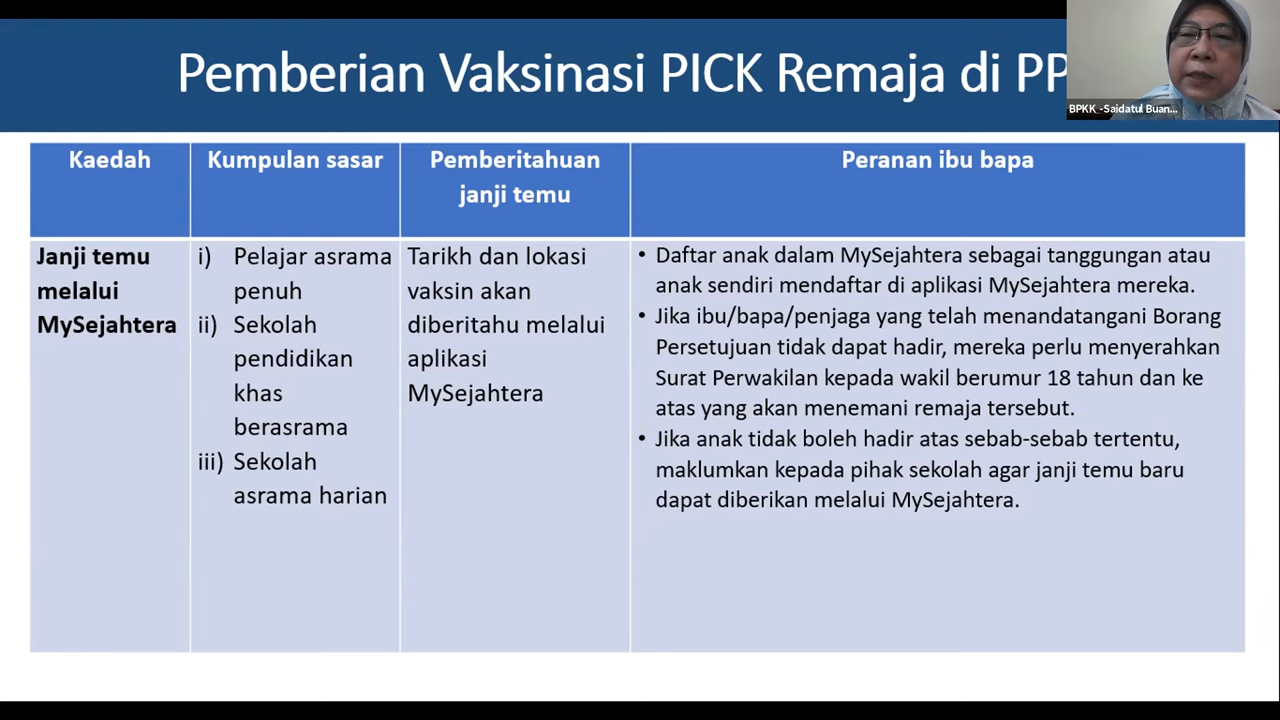 Pemberian Vaksinasi PICK Remaja di PP
BPKK -Saidatul Buan...
Kaedah
Kumpulan sasar
Pemberitahuan
janji temu
Peranan ibu bapa
Janji temu
melalui
MySejahtera
i) Pelajar asrama
penuh
ii) Sekolah
pendidikan
khas
berasrama
iii) Sekolah
asrama harian
Tarikh dan lokasi
vaksin akan
diberitahu melalui
aplikasi
MySejahtera
• Daftar anak dalam MySejahtera sebagai tanggungan atau
anak sendiri mendaftar di aplikasi MySejahtera mereka.
• Jika ibu/bapa/penjaga yang telah menandatangani Borang
Persetujuan tidak dapat hadir, mereka perlu menyerahkan
Surat Perwakilan kepada wakil berumur 18 tahun dan ke
atas yang akan menemani remaja tersebut.
• Jika anak tidak boleh hadir atas sebab-sebab tertentu,
maklumkan kepada pihak sekolah agar janji temu baru
dapat diberikan melalui MySejahtera.